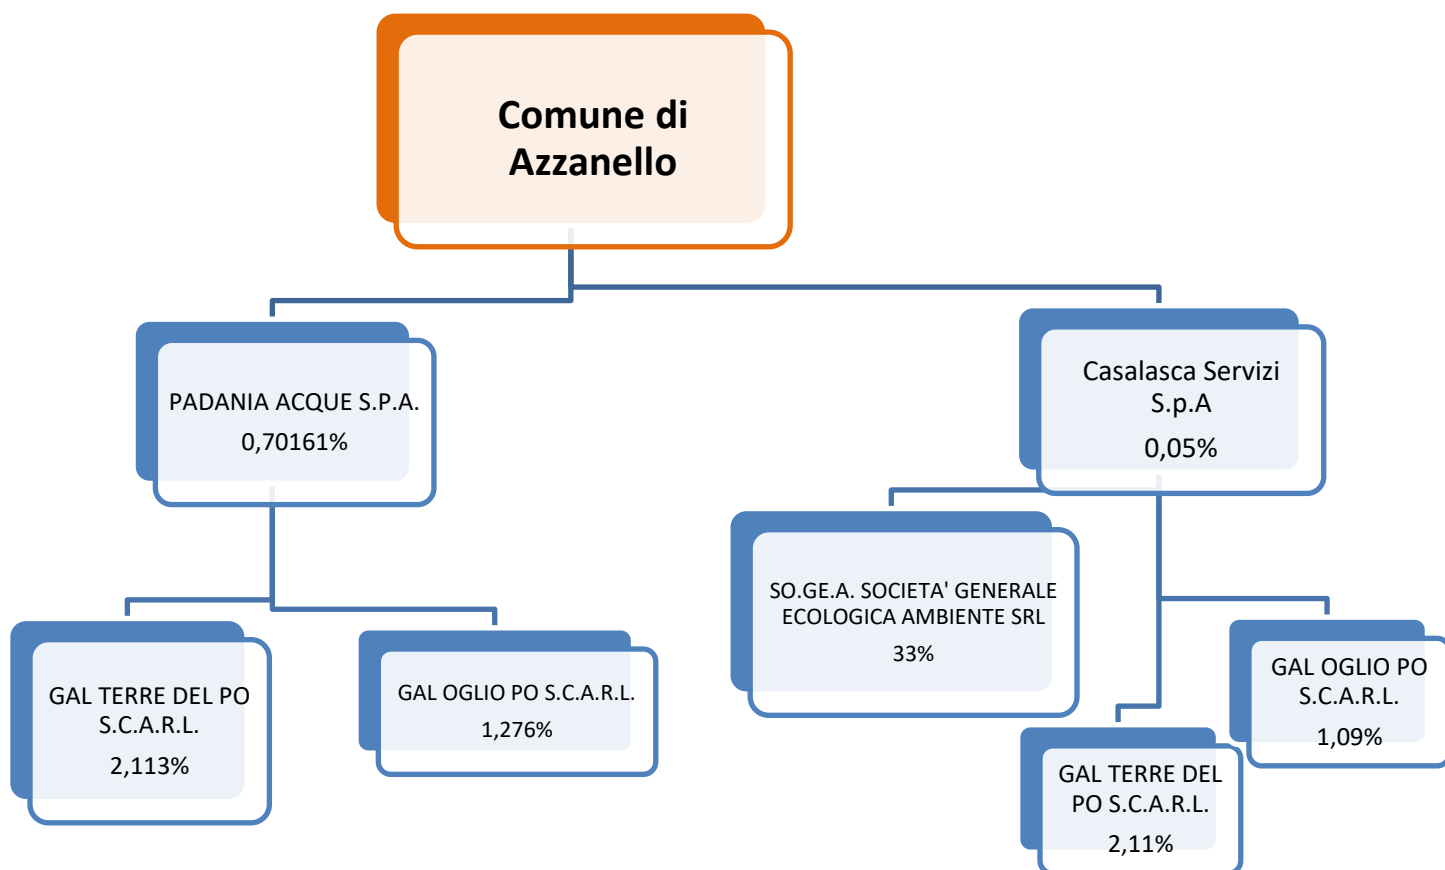 Comune di
Azzanello
PADANIA ACQUE S.P.A.
0,70161%
Casalasca Servizi
S.p.A
0,05%
GAL TERRE DEL PO
S.C.A.R.L.
2,113%
GAL OGLIO PO S.C.A.R.L.
1,276%
SO.GE.A. SOCIETA' GENERALE
ECOLOGICA AMBIENTE SRL
33%
GAL TERRE DEL
PO S.C.A.R.L.
2,11%
GAL OGLIO PO
S.C.A.R.L.
1,09%